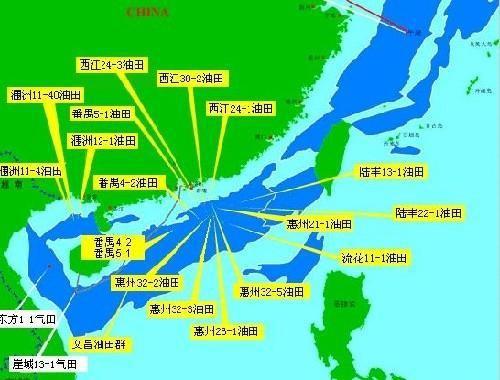 CHINA
西江24-3油田
西江30-2油田
涠洲11-4C油田
番禺5-1油田
西江24-1油田
涠洲12-1油田
涠洲11-4油田
番禺4-2油田
陆丰13-1油田
陆丰22-1油田
惠州21-1油田
番禺4-2
番禺5-1
流花11-1油田
惠州32-2油田
惠州32-5油田
惠州32-3油田
东方1-1气田
惠州26-1油田
文昌油田群
崖城13-1气田